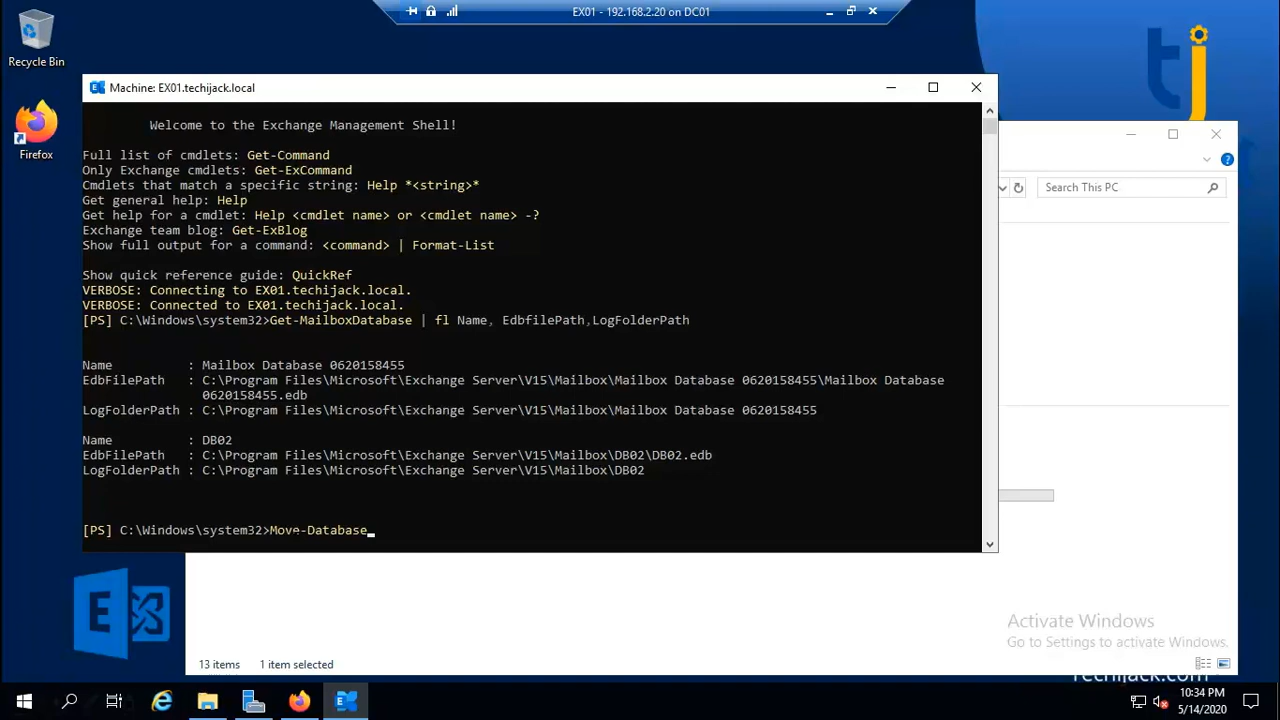 EX01 - 192.168.2.20 on DC01
Recycle Bin
Firefox
Machine: EX01.techijack.local
Welcome to the Exchange Management Shell!
Full list of cmdlets: Get-Command
Only Exchange cmdlets: Get-ExCommand
Cmdlets that match a specific string: Help *<string>*
Get general help: Help
Get help for a cmdlet: Help <cmdlet name> or <cmdlet name> -?
Exchange team blog: Get-ExBlog
Show full output for a command: <command> | Format-List
Show quick reference guide: QuickRef
VERBOSE: Connecting to EX01.techijack.local.
VERBOSE: Connected to EX01.techijack.local.
[PS] C:\Windows\system32>Get-MailboxDatabase | fl Name, EdbfilePath,LogFolderPath
Name : Mailbox Database 0620158455
EdbFilePath : C:\Program Files\Microsoft\Exchange Server\V15\Mailbox\Mailbox Database 0620158455\Mailbox Database
0620158455.edb
LogFolderPath : C:\Program Files\Microsoft\Exchange Server\V15\Mailbox\Mailbox Database 0620158455
Name : DB02
EdbFilePath : C:\Program Files\Microsoft\Exchange Server\V15\Mailbox\DB02\DB02.edb
LogFolderPath : C:\Program Files\Microsoft\Exchange Server\V15\Mailbox\DB02
[PS] C:\Windows\system32>Move-Database_
Search This PC
Activate Windows
Go to Settings to activate Windows.
13 items 1 item selected
Techijack.com
10:34 PM
5/14/2020